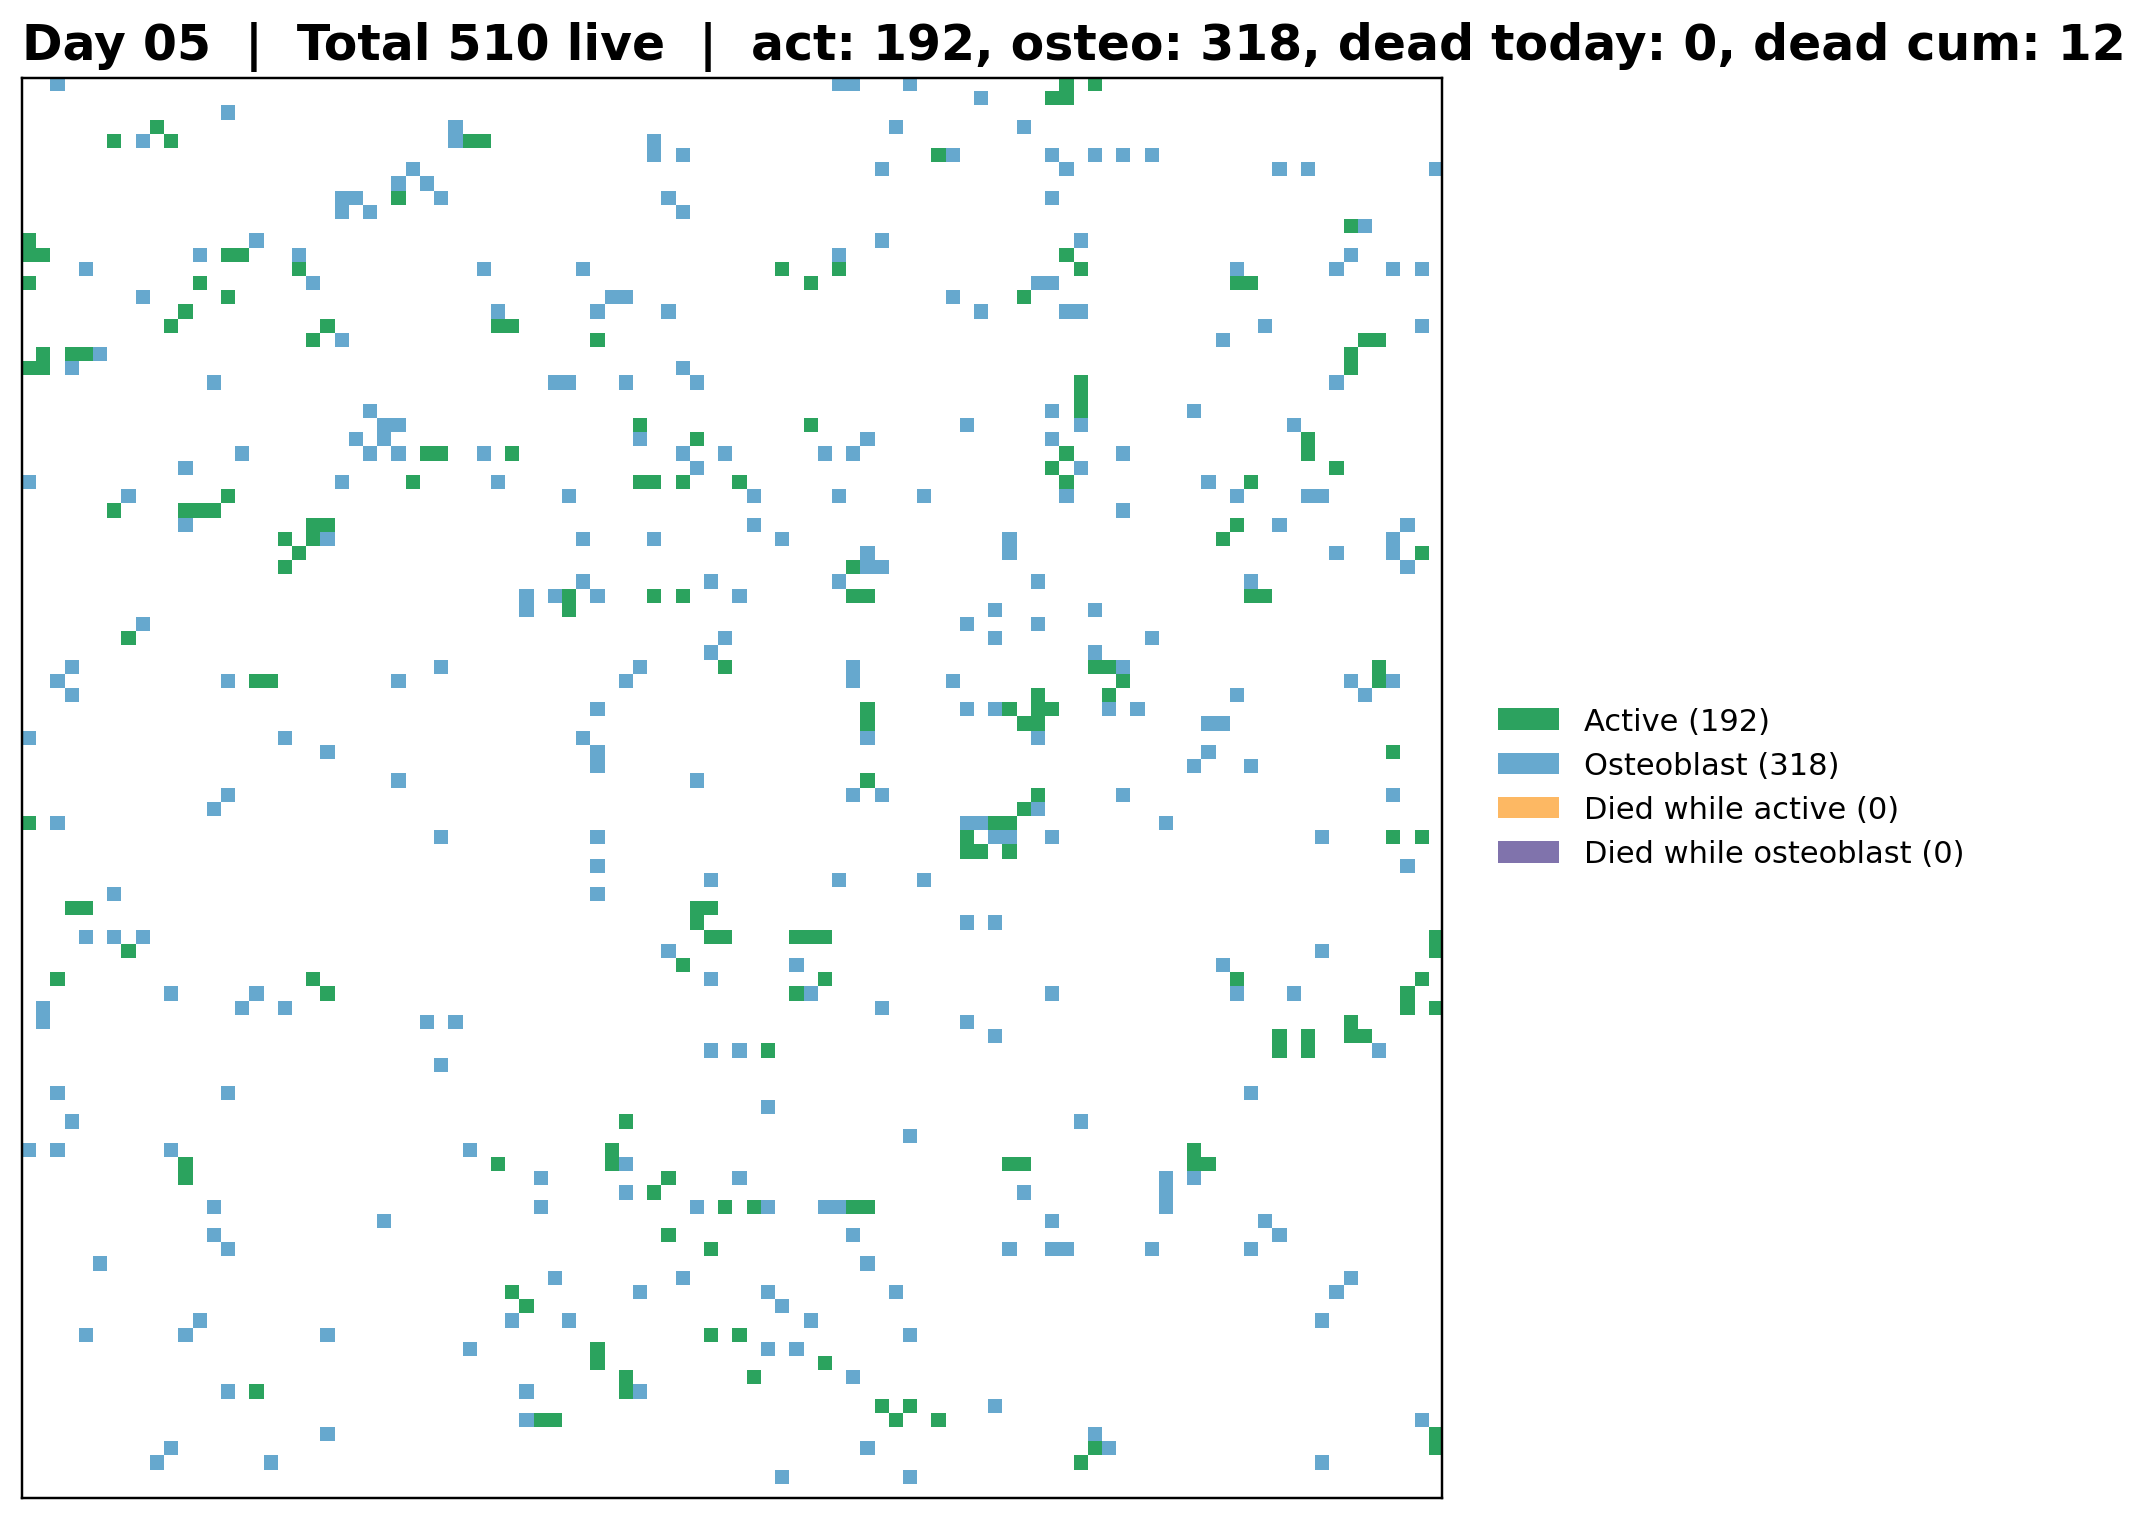 Day 05 | Total 510 live | act: 192, osteo: 318, dead today: 0, dead cum: 12
Active (192)
Osteoblast (318)
Died while active (0)
Died while osteoblast (0)